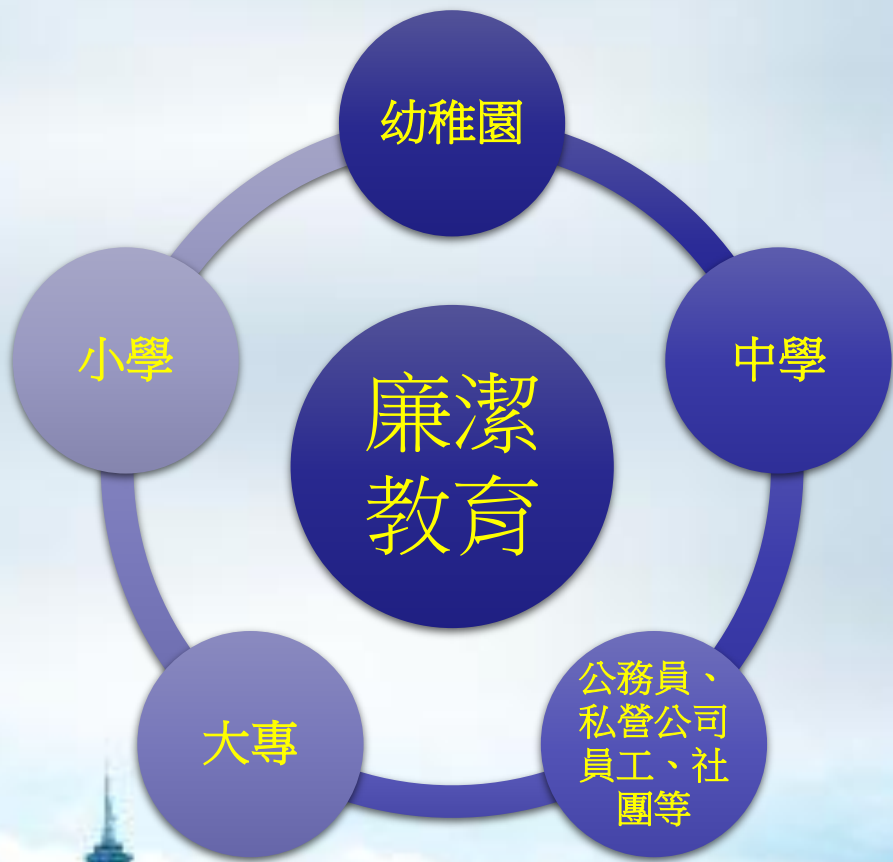 幼稚園
小學
中學
廉潔
教育
大專
公務員、
私營公司
員工、社
團等